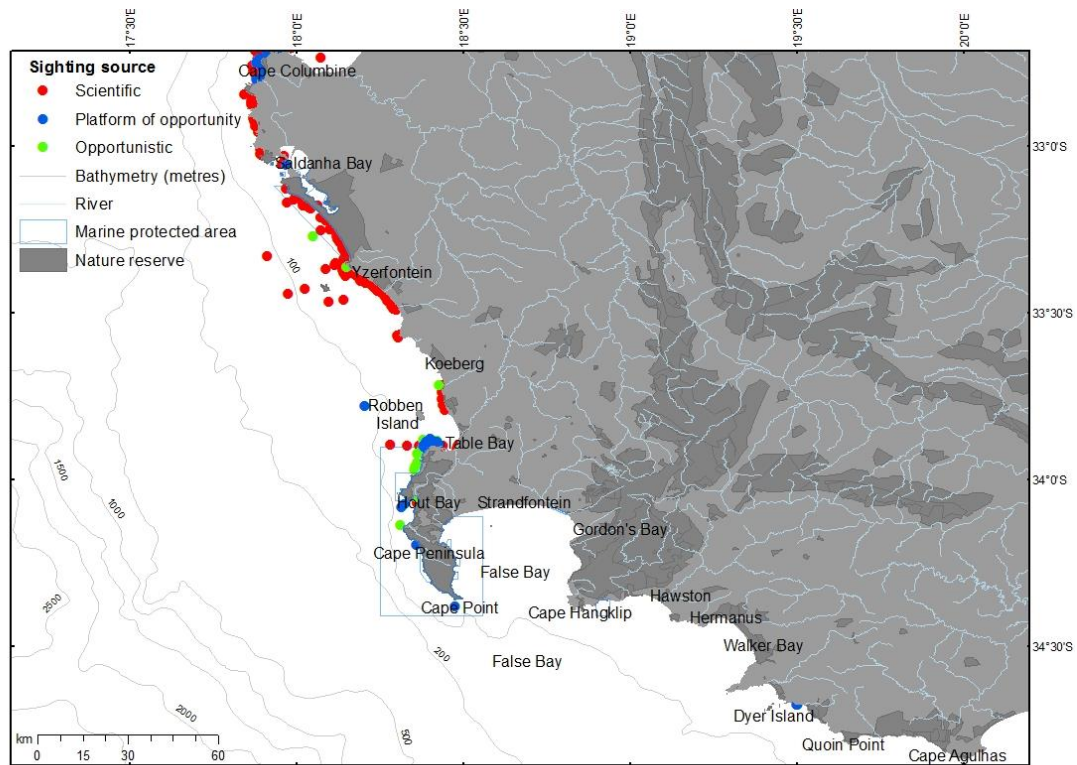 17°30'E
18°0'E
18°30'E
19°0'E
19°30'E
20°0'E
Sighting source
Scientific
Platform of opportunity
Opportunistic
Bathymetry (metres)
River
Marine protected area
Nature reserve
Cape Columbine
33°0'S
Saldanha Bay
100
Yzerfontein
33°30'S
Koeberg
Robben
Island
Table Bay
1500
1000
34°0'S
Hout Bay
Strandfontein
Gordon's Bay
Cape Peninsula
False Bay
2500
Cape Point
Cape Hangklip
Hawston
Hermanus
Walker Bay
34°30'S
200
False Bay
2000
500
Dyer Island
Quoin Point
Cape Agulhas
km
0
30
60